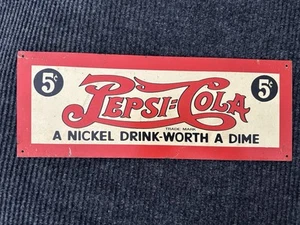 5¢ PEPSI=COLA 5¢
TRADE MARK
A NICKEL DRINK-WORTH A DIME